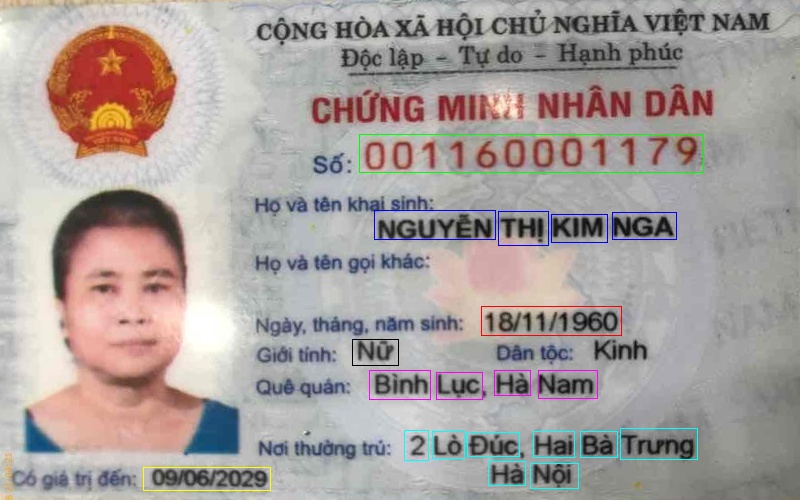 CỘNG HÒA XÃ HỘI CHỦ NGHĨA VIỆT NAM
Độc lập - Tự do - Hạnh phúc
CHỨNG MINH NHÂN DÂN
Số: 001160001179
Họ và tên khai sinh:
NGUYỄN THỊ KIM NGA
Họ và tên gọi khác:
Ngày, tháng, năm sinh: 18/11/1960
Giới tính: Nữ Dân tộc: Kinh
Quê quán: Bình Lục, Hà Nam
Nơi thường trú: 2 Lò Đúc, Hai Bà Trưng
Hà Nội
Có giá trị đến: 09/06/2029